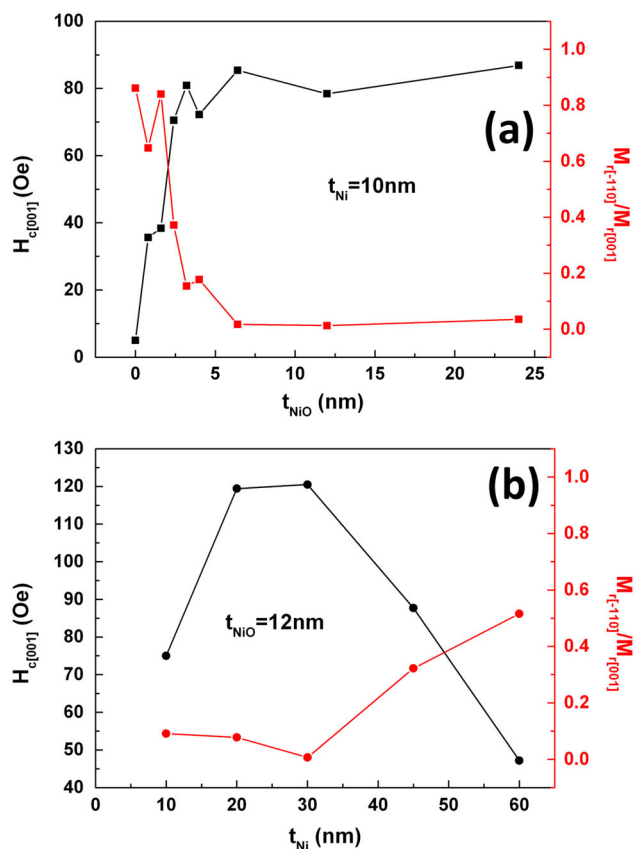 100
80
60
40
20
0
H_c[001] (Oe)
(a)
t_Ni=10nm
1.0
0.8
0.6
0.4
0.2
0.0
M_r[-110]/M_r[001]
0 5 10 15 20 25
t_NiO (nm)
130
120
110
100
90
80
70
60
50
40
H_c[001] (Oe)
(b)
t_NiO=12nm
1.0
0.8
0.6
0.4
0.2
0.0
M_r[-110]/M_r[001]
0 10 20 30 40 50 60
t_Ni (nm)